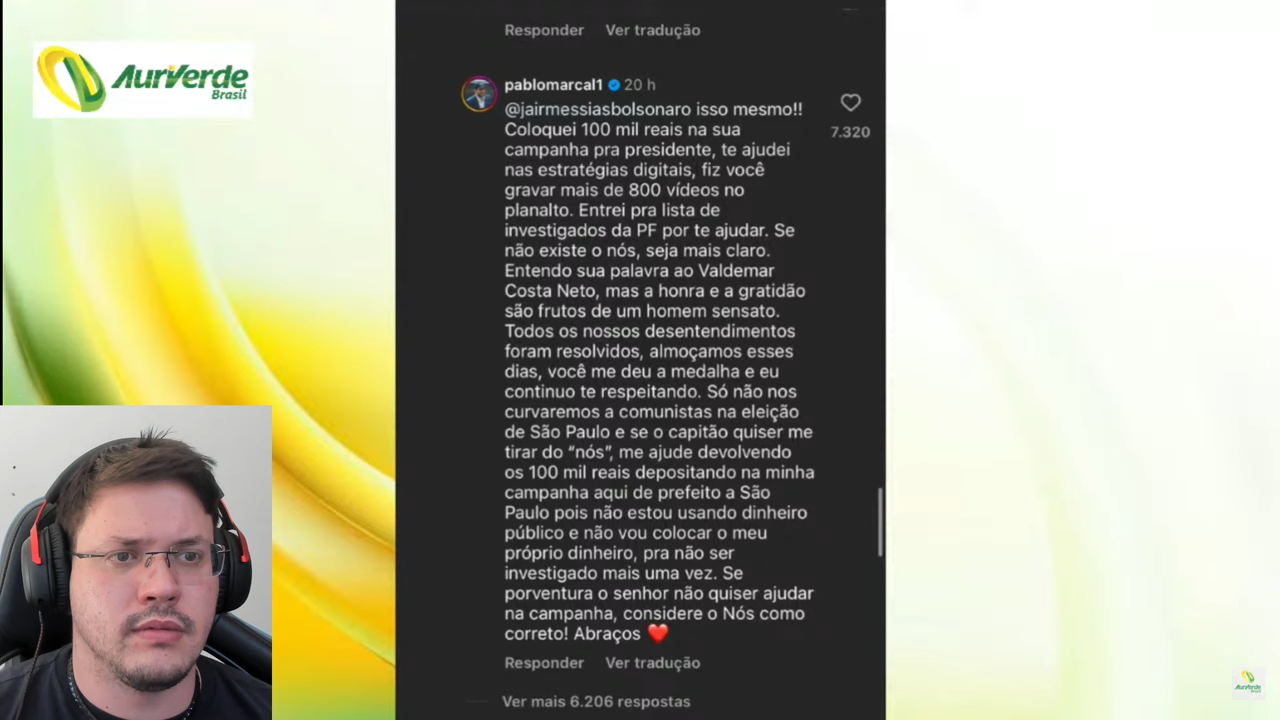 AuriVerde
Brasil
Responder Ver tradução
pablomarcal1 20 h
@jairmessiasbolsonaro isso mesmo!!
Coloquei 100 mil reais na sua
campanha pra presidente, te ajudei
nas estratégias digitais, fiz você
gravar mais de 800 vídeos no
planalto. Entrei pra lista de
investigados da PF por te ajudar. Se
não existe o nós, seja mais claro.
Entendo sua palavra ao Valdemar
Costa Neto, mas a honra e a gratidão
são frutos de um homem sensato.
Todos os nossos desentendimentos
foram resolvidos, almoçamos esses
dias, você me deu a medalha e eu
continuo te respeitando. Só não nos
curvaremos a comunistas na eleição
de São Paulo e se o capitão quiser me
tirar do “nós”, me ajude devolvendo
os 100 mil reais depositando na minha
campanha aqui de prefeito a São
Paulo pois não estou usando dinheiro
público e não vou colocar o meu
próprio dinheiro, pra não ser
investigado mais uma vez. Se
porventura o senhor não quiser ajudar
na campanha, considere o Nós como
correto! Abraços ❤️
7.320
Responder Ver tradução
Ver mais 6.206 respostas
AuriVerde